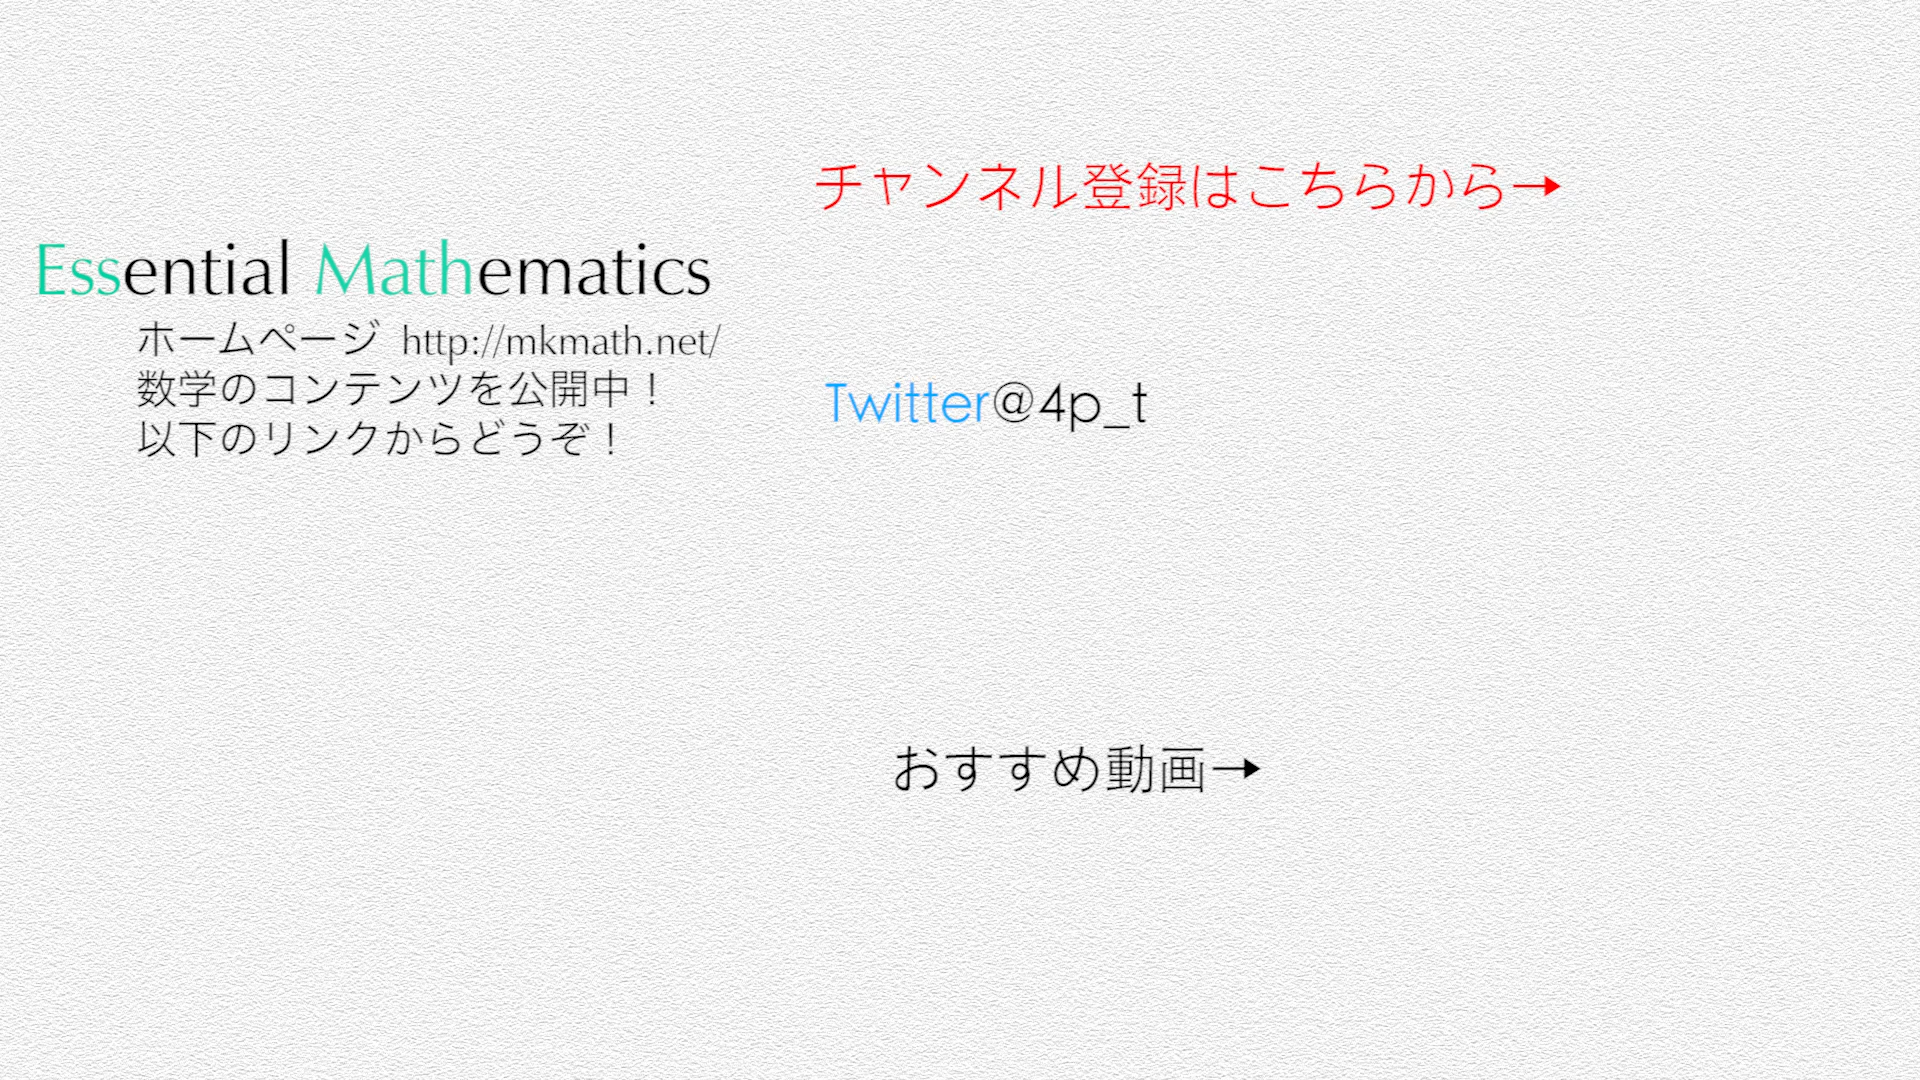 チャンネル登録はこちらから→
Essential Mathematics
ホームページ http://mkmath.net/
数学のコンテンツを公開中！
以下のリンクからどうぞ！
Twitter@4p_t
おすすめ動画→